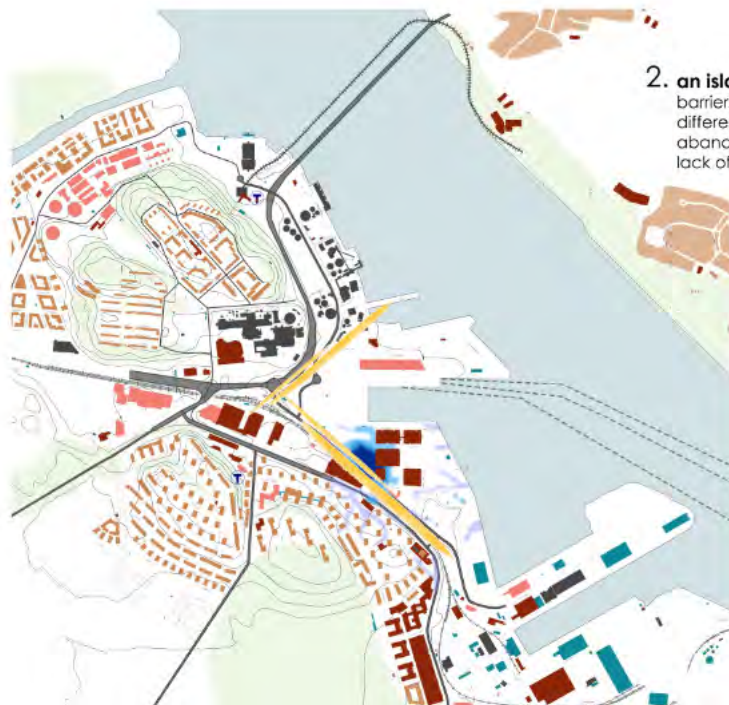 2. an isl
barrier
differe
aband
lack of
T
T